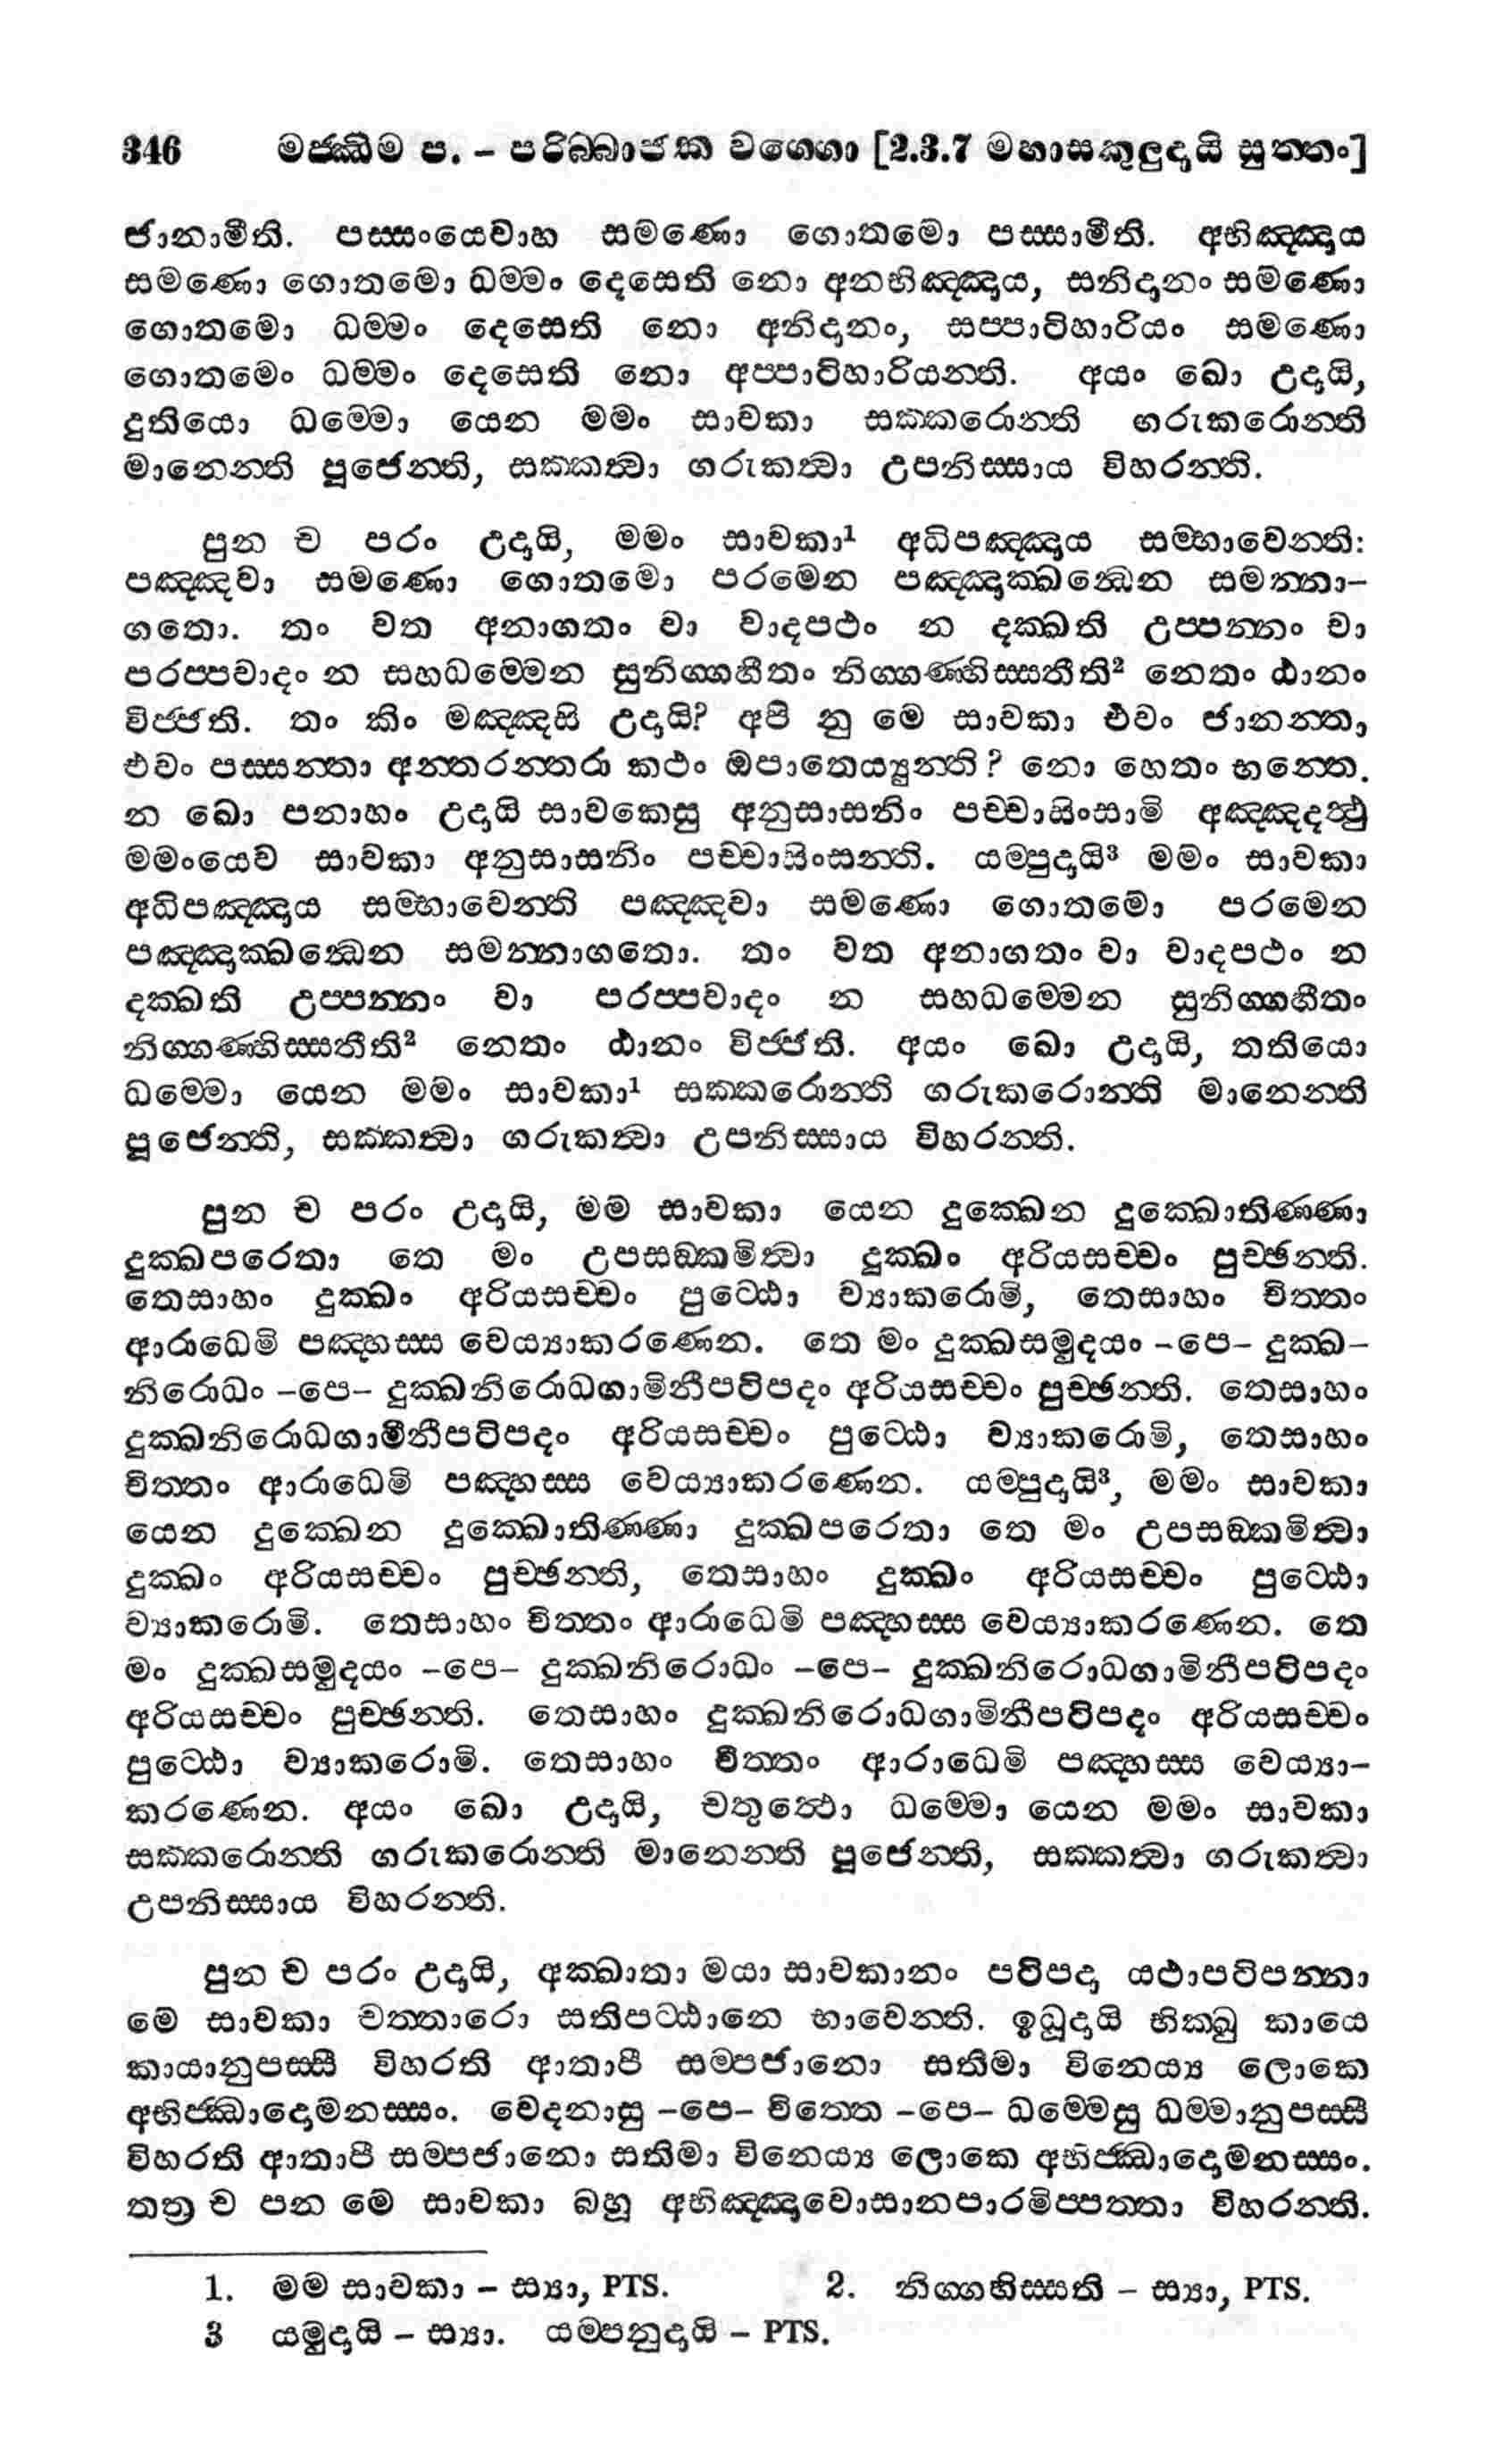 346 මජ්ඣිම ප. – පරිබ්බාජක වග්ගො [2.3.7 මහාසකුලුදායි සුත්තං]
ජානාමීති. පස්සංයෙවාහ සමණො ගොතමො පස්සාමීති. අභිඤ්ඤාය
සමණො ගොතමො ධම්මං දෙසෙති නො අනභිඤ්ඤාය, සනිදානං සමණො
ගොතමො ධම්මං දෙසෙති නො අනිදානං, සප්පාටිහාරියං සමණො
ගොතමෙං ධම්මං දෙසෙති නො අප්පාටිහාරියන්ති. අයං ඛො උදායි,
දුතියො ධම්මො යෙන මමං සාවකා සක්කරොන්ති ගරුකරොන්ති
මානෙන්ති පූජෙන්ති, සක්කත්වා ගරුකත්වා උපනිස්සාය විහරන්ති.
පුන ච පරං උදායි, මමං සාවකා1 අධිපඤ්ඤාය සම්භාවෙන්ති:
පඤ්ඤවා සමණො ගොතමො පරමෙන පඤ්ඤාක්ඛන්ධෙන සමන්නා–
ගතො. තං වත අනාගතං වා වාදපථං න දක්ඛති උප්පන්නං වා
පරප්පවාදං න සහධම්මෙන සුනිග්ගහීතං නිග්ගණ්හිස්සතීති2 නෙතං ඨානං
විජ්ජති. තං කිං මඤ්ඤසි උදායි? අපි නු මෙ සාවකා එවං ජානන්තා,
එවං පස්සන්තා අන්තරන්තරා කථං ඔපාතෙය්‍යුන්ති? නො හෙතං භන්තෙ.
න ඛො පනාහං උදායි සාවකෙසු අනුසාසනිං පච්චාසිංසාමි අඤ්ඤදත්ථු
මමංයෙව සාවකා අනුසාසනිං පච්චාසිංසන්ති. යම්පුදායි3 මමං සාවකා
අධිපඤ්ඤාය සම්භාවෙන්ති පඤ්ඤවා සමණො ගොතමො පරමෙන
පඤ්ඤාක්ඛන්ධෙන සමන්නාගතො. තං වත අනාගතං වා වාදපථං න
දක්ඛති උප්පන්නං වා පරප්පවාදං න සහධම්මෙන සුනිග්ගහීතං
නිග්ගණ්හිස්සතීති2 නෙතං ඨානං විජ්ජති. අයං ඛො උදායි, තතියො
ධම්මො යෙන මමං සාවකා1 සක්කරොන්ති ගරුකරොන්ති මානෙන්ති
පූජෙන්ති, සක්කත්වා ගරුකත්වා උපනිස්සාය විහරන්ති.
පුන ච පරං උදායි, මම සාවකා යෙන දුක්ඛෙන දුක්ඛොතිණ්ණා
දුක්ඛපරෙතා තෙ මං උපසඞ්කමිත්වා දුක්ඛං අරියසච්චං පුච්ඡන්ති.
තෙසාහං දුක්ඛං අරියසච්චං පුට්ඨො ව්‍යාකරොමි, තෙසාහං චිත්තං
ආරාධෙමි පඤ්හස්ස වෙය්‍යාකරණෙන. තෙ මං දුක්ඛසමුදයං –පෙ– දුක්ඛ–
නිරොධං –පෙ– දුක්ඛනිරොධගාමිනීපටිපදං අරියසච්චං පුච්ඡන්ති. තෙසාහං
දුක්ඛනිරොධගාමිනීපටිපදං අරියසච්චං පුට්ඨො ව්‍යාකරොමි, තෙසාහං
චිත්තං ආරාධෙමි පඤ්හස්ස වෙය්‍යාකරණෙන. යම්පුදායි3, මමං සාවකා
යෙන දුක්ඛෙන දුක්ඛොතිණ්ණා දුක්ඛපරෙතා තෙ මං උපසඞ්කමිත්වා
දුක්ඛං අරියසච්චං පුච්ඡන්ති, තෙසාහං දුක්ඛං අරියසච්චං පුට්ඨො
ව්‍යාකරොමි. තෙසාහං චිත්තං ආරාධෙමි පඤ්හස්ස වෙය්‍යාකරණෙන. තෙ
මං දුක්ඛසමුදයං –පෙ– දුක්ඛනිරොධං –පෙ– දුක්ඛනිරොධගාමිනීපටිපදං
අරියසච්චං පුච්ඡන්ති. තෙසාහං දුක්ඛනිරොධගාමිනීපටිපදං අරියසච්චං
පුට්ඨො ව්‍යාකරොමි. තෙසාහං චිත්තං ආරාධෙමි පඤ්හස්ස වෙය්‍යා–
කරණෙන. අයං ඛො උදායි, චතුත්ථො ධම්මො යෙන මමං සාවකා
සක්කරොන්ති ගරුකරොන්ති මානෙන්ති පූජෙන්ති, සක්කත්වා ගරුකත්වා
උපනිස්සාය විහරන්ති.
පුන ච පරං උදායි, අක්ඛාතා මයා සාවකානං පටිපදා යථාපටිපන්නා
මෙ සාවකා චත්තාරො සතිපට්ඨානෙ භාවෙන්ති. ඉධූදායි භික්ඛු කායෙ
කායානුපස්සී විහරති ආතාපී සම්පජානො සතිමා විනෙය්‍ය ලොකෙ
අභිජ්ඣාදොමනස්සං. වෙදනාසු –පෙ– චිත්තෙ –පෙ– ධම්මෙසු ධම්මානුපස්සී
විහරති ආතාපී සම්පජානො සතිමා විනෙය්‍ය ලොකෙ අභිජ්ඣාදොමනස්සං.
තත්‍ර ච පන මෙ සාවකා බහූ අභිඤ්ඤාවොසානපාරමිප්පත්තා විහරන්ති.
1. මම සාවකා – ස්‍යා, PTS. 2. නිග්ගහිස්සති – ස්‍යා, PTS.
3 යමුදායි – ස්‍යා. යම්පනුදායි – PTS.